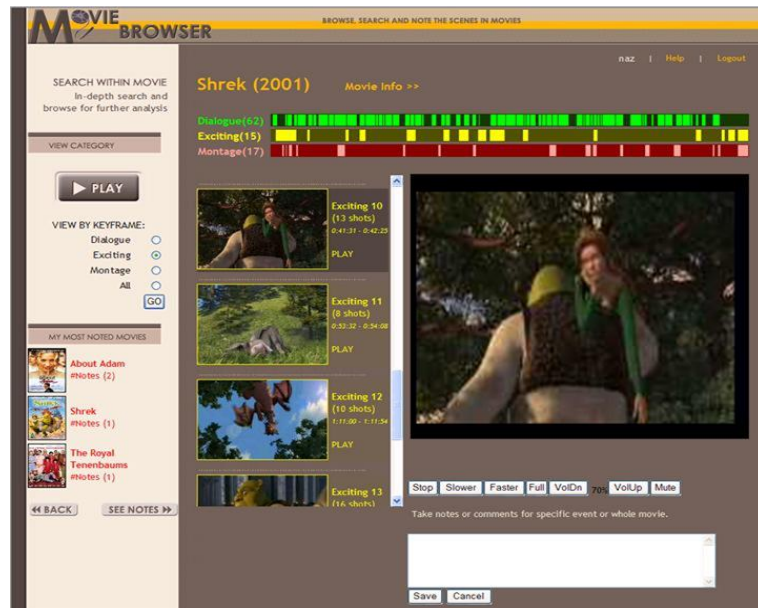 MOVIE BROWSER
BROWSE, SEARCH AND NOTE THE SCENES IN MOVIES
naz | Help | Logout
SEARCH WITHIN MOVIE
In-depth search and
browse for further analysis
VIEW CATEGORY
PLAY
VIEW BY KEYFRAME:
Dialogue
Exciting
Montage
All
GO
MY MOST NOTED MOVIES
About Adam
#Notes (2)
Shrek
#Notes (1)
The Royal
Tenenbaums
#Notes (1)
BACK
SEE NOTES
Shrek (2001)
Movie Info >>
Dialogue(62)
Exciting(15)
Montage(17)
Exciting 10
(13 shots)
0:41:31 - 0:42:25
PLAY
Exciting 11
(8 shots)
0:52:32 - 0:54:08
PLAY
Exciting 12
(10 shots)
1:11:00 - 1:11:54
PLAY
Exciting 13
(16 shots)
Stop Slower Faster Full VolDn 70% VolUp Mute
Take notes or comments for specific event or whole movie.
Save Cancel